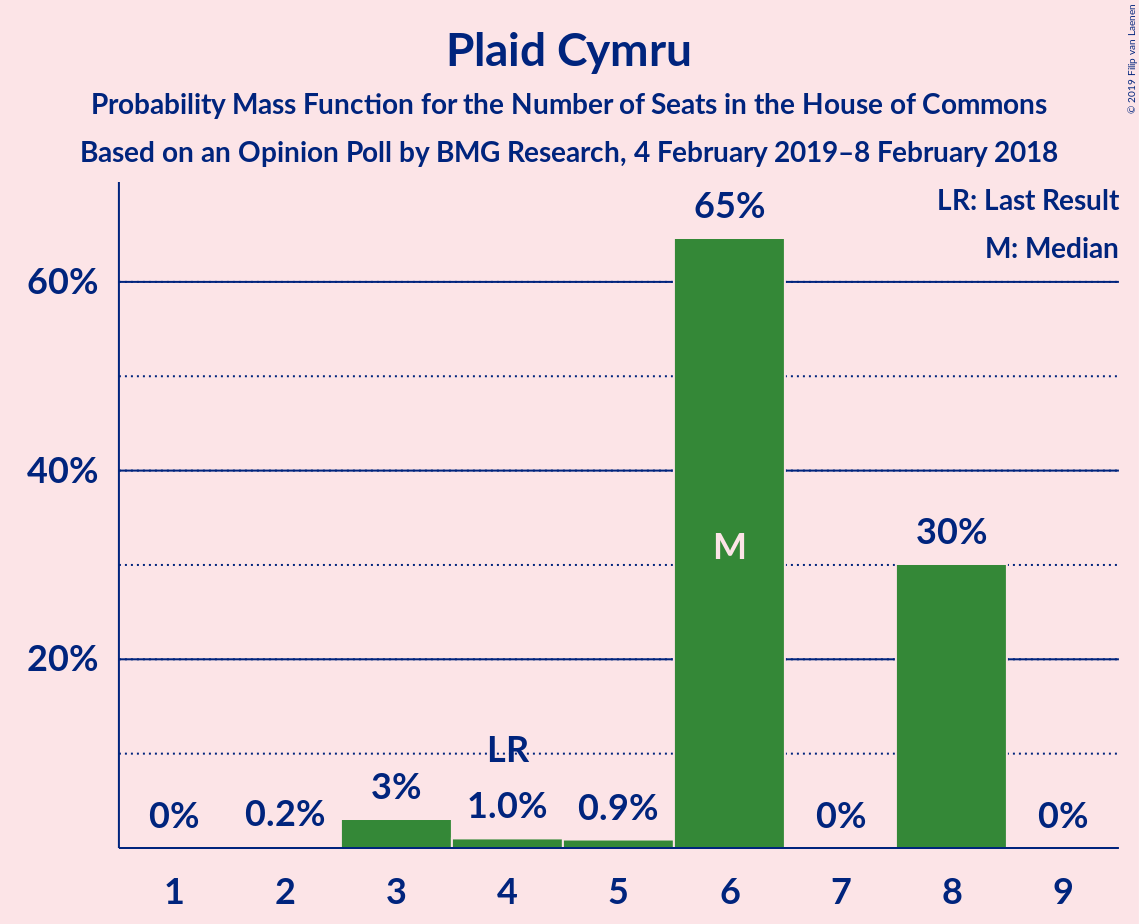 Plaid Cymru
Probability Mass Function for the Number of Seats in the House of Commons
Based on an Opinion Poll by BMG Research, 4 February 2019–8 February 2018
© 2019 Filip van Laenen
LR: Last Result
M: Median
65%
60%
40%
M
30%
20%
LR
3%
1.0%
0.9%
0%
0.2%
0%
0%
1 2 3 4 5 6 7 8 9